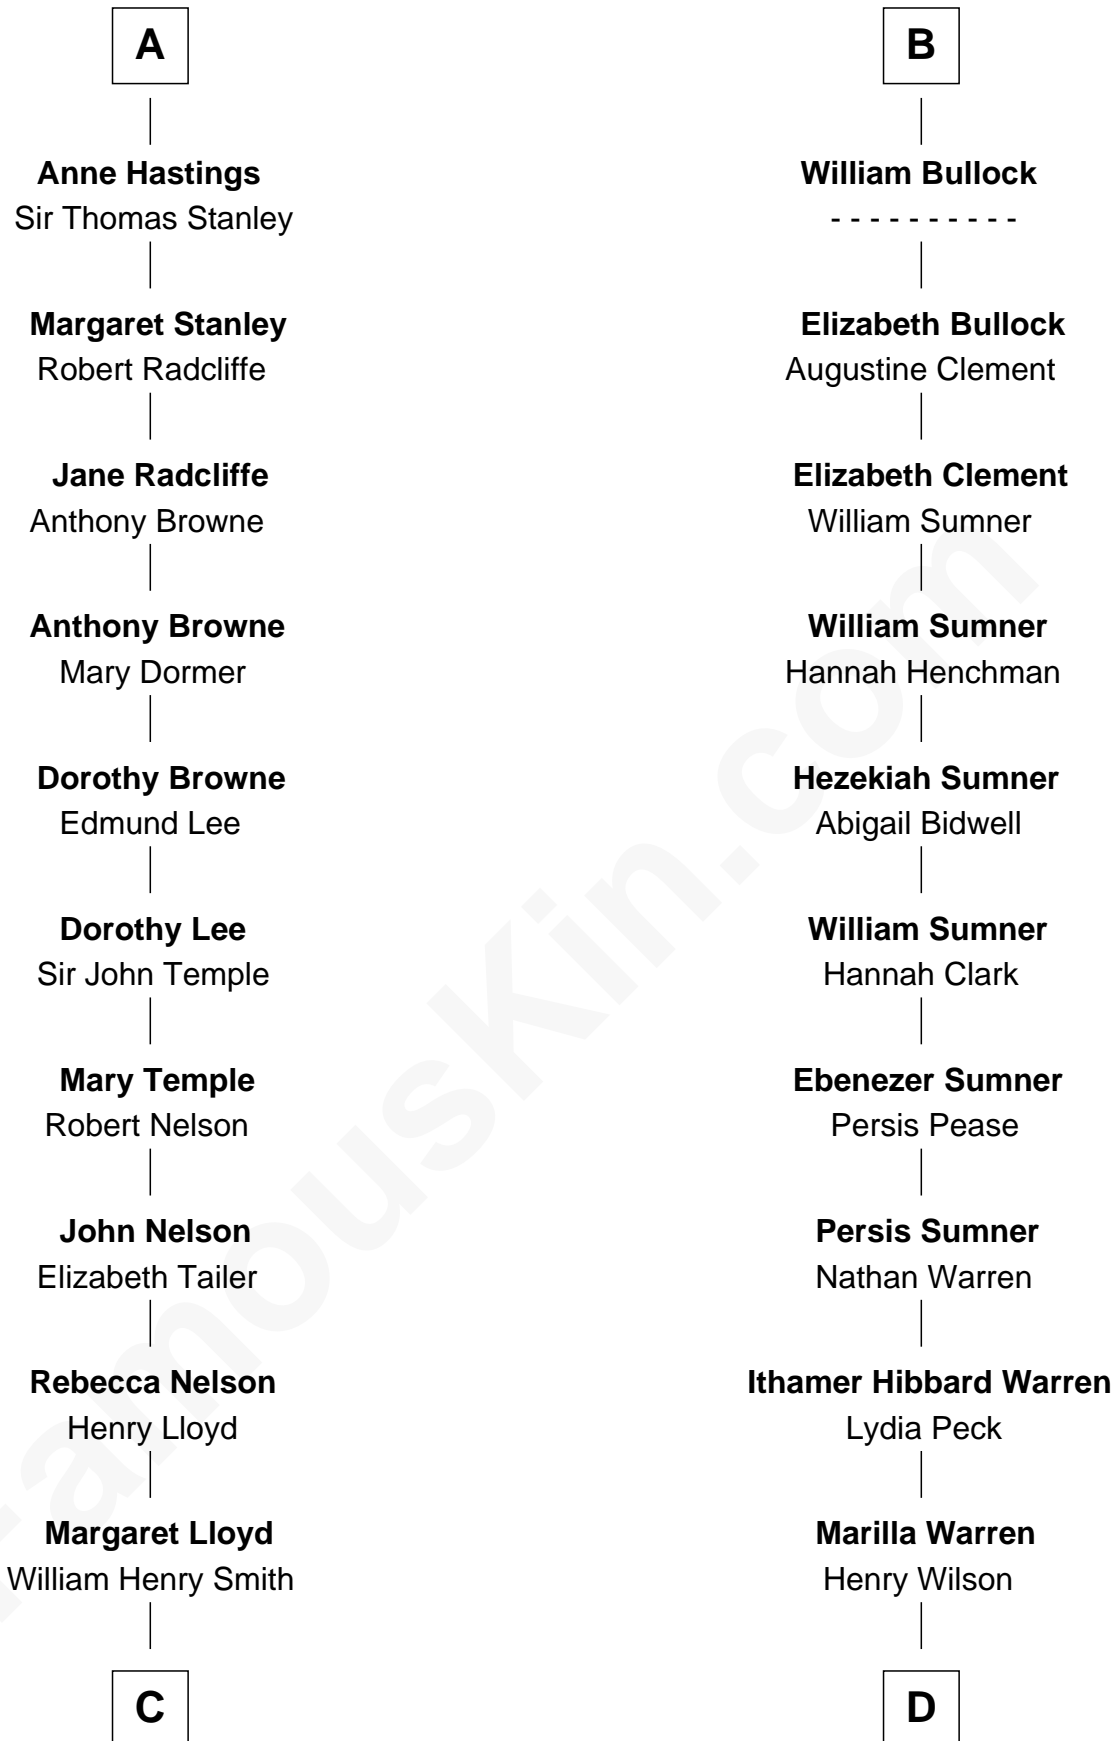 A
Anne Hastings
Sir Thomas Stanley
Margaret Stanley
Robert Radcliffe
Jane Radcliffe
Anthony Browne
Anthony Browne
Mary Dormer
Dorothy Browne
Edmund Lee
Dorothy Lee
Sir John Temple
Mary Temple
Robert Nelson
John Nelson
Elizabeth Tailer
Rebecca Nelson
Henry Lloyd
Margaret Lloyd
William Henry Smith
C
B
William Bullock
- - - - - - - - - -
Elizabeth Bullock
Augustine Clement
Elizabeth Clement
William Sumner
William Sumner
Hannah Henchman
Hezekiah Sumner
Abigail Bidwell
William Sumner
Hannah Clark
Ebenezer Sumner
Persis Pease
Persis Sumner
Nathan Warren
Ithamer Hibbard Warren
Lydia Peck
Marilla Warren
Henry Wilson
D
FamousKin.com